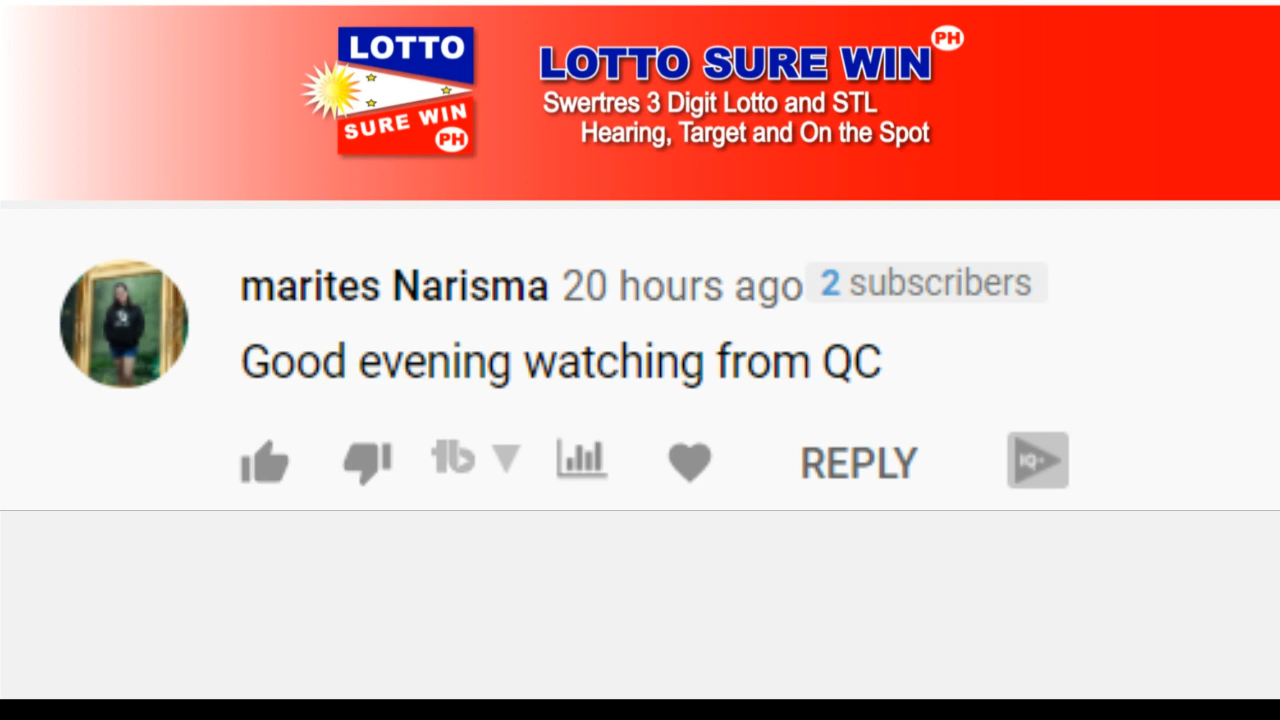 LOTTO
SURE WIN
PH
LOTTO SURE WIN PH
Swertres 3 Digit Lotto and STL
Hearing, Target and On the Spot
marites Narisma 20 hours ago 2 subscribers
Good evening watching from QC
REPLY
IQ+